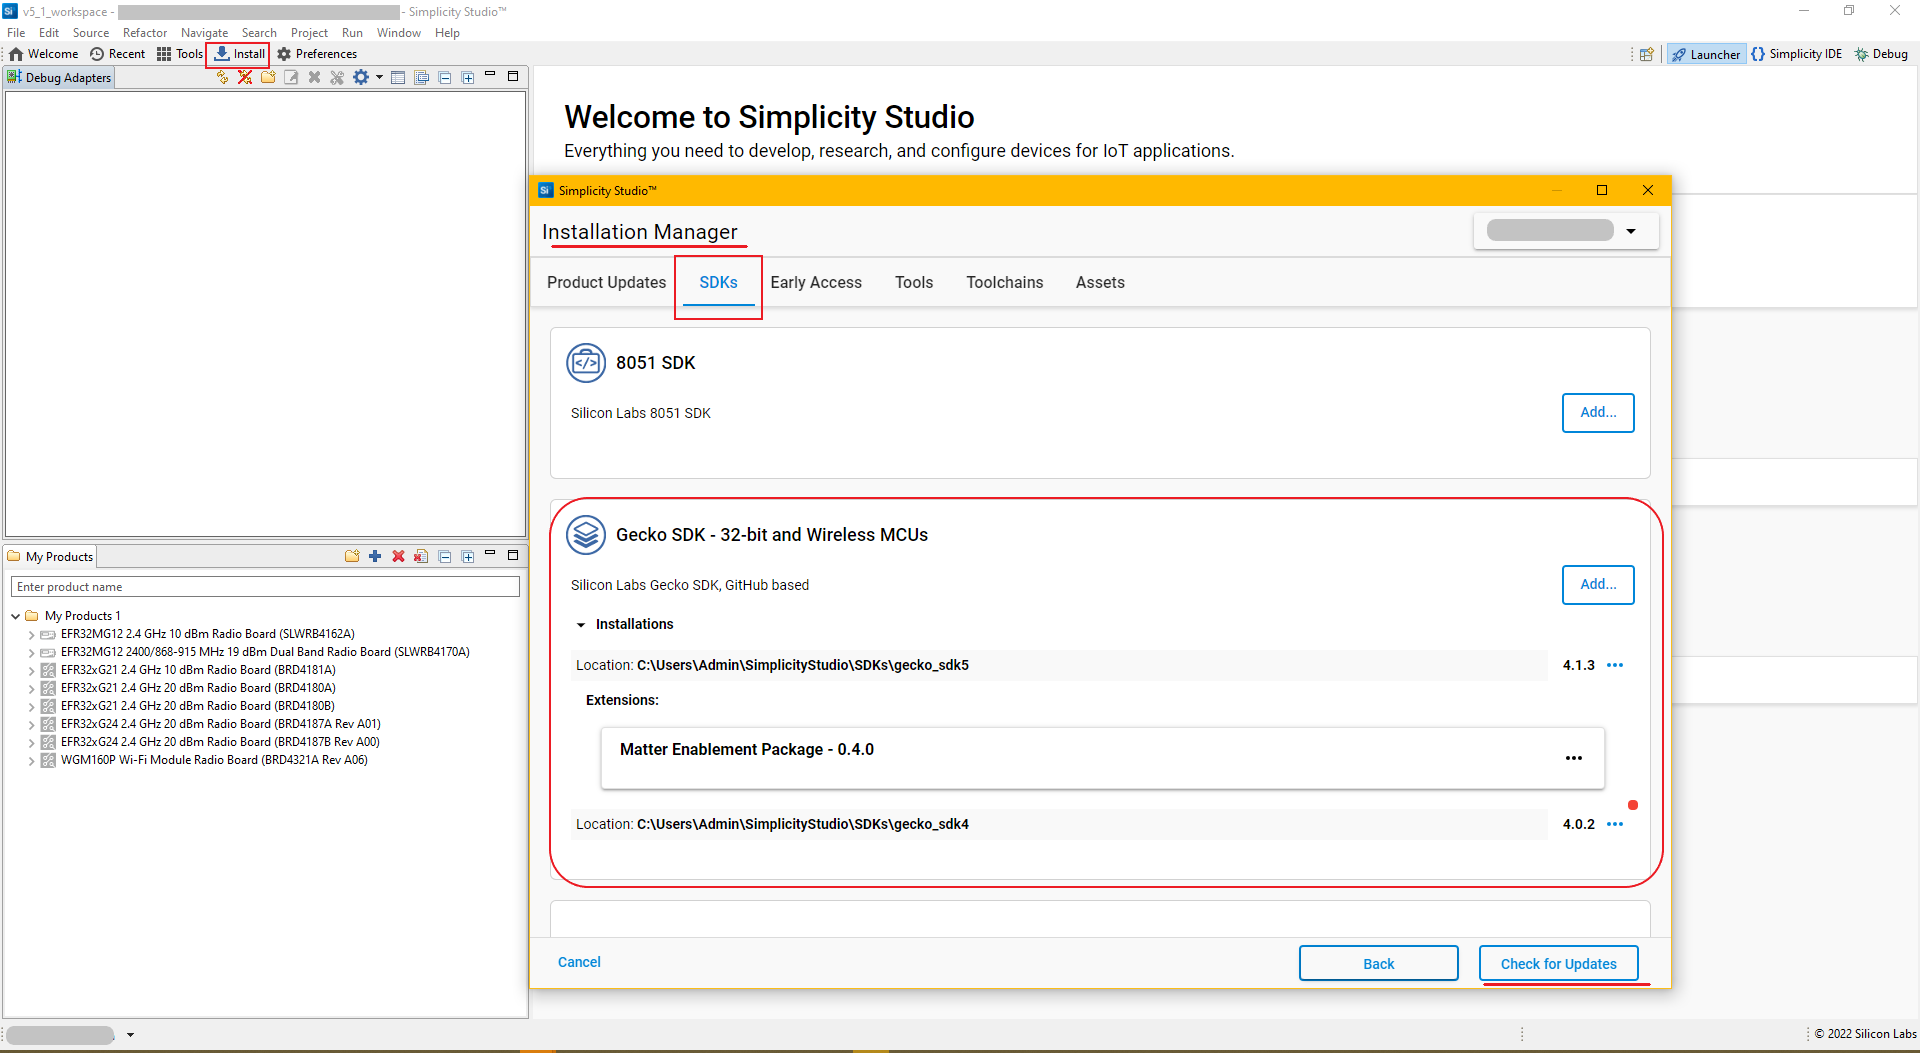 Si v5_1_workspace - - Simplicity Studio™
File Edit Source Refactor Navigate Search Project Run Window Help
Welcome Recent Tools Install Preferences
Launcher Simplicity IDE Debug
Debug Adapters
Welcome to Simplicity Studio
Everything you need to develop, research, and configure devices for IoT applications.
Si Simplicity Studio™
Installation Manager
Product Updates SDKs Early Access Tools Toolchains Assets
8051 SDK
Silicon Labs 8051 SDK
Add...
Gecko SDK - 32-bit and Wireless MCUs
Silicon Labs Gecko SDK, GitHub based
Add...
Installations
Location: C:\Users\Admin\SimplicityStudio\SDKs\gecko_sdk5 4.1.3
Extensions:
Matter Enablement Package - 0.4.0
Location: C:\Users\Admin\SimplicityStudio\SDKs\gecko_sdk4 4.0.2
Cancel Back Check for Updates
My Products
Enter product name
My Products 1
EFR32MG12 2.4 GHz 10 dBm Radio Board (SLWRB4162A)
EFR32MG12 2400/868-915 MHz 19 dBm Dual Band Radio Board (SLWRB4170A)
EFR32xG21 2.4 GHz 10 dBm Radio Board (BRD4181A)
EFR32xG21 2.4 GHz 20 dBm Radio Board (BRD4180A)
EFR32xG21 2.4 GHz 20 dBm Radio Board (BRD4180B)
EFR32xG24 2.4 GHz 20 dBm Radio Board (BRD4187A Rev A01)
EFR32xG24 2.4 GHz 20 dBm Radio Board (BRD4187B Rev A00)
WGM160P Wi-Fi Module Radio Board (BRD4321A Rev A06)
© 2022 Silicon Labs